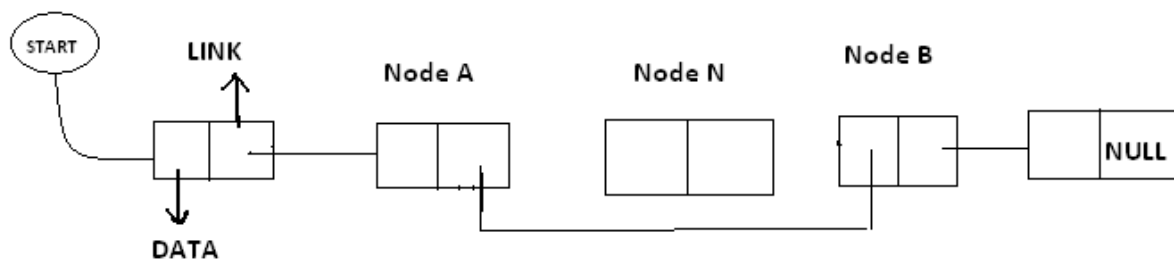 START
LINK
Node A
Node N
Node B
NULL
DATA